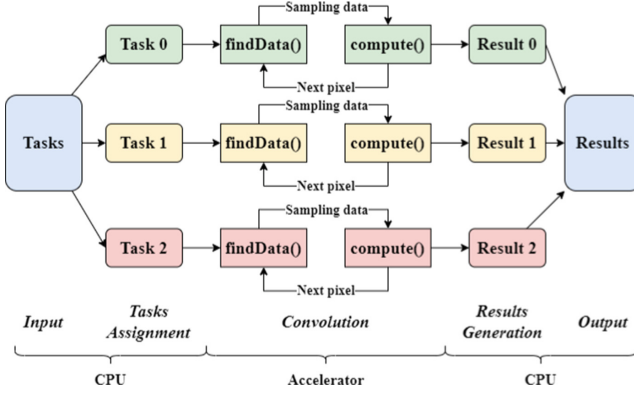 Sampling data
Task 0
findData()
compute()
Result 0
Next pixel
Sampling data
Tasks
Task 1
findData()
compute()
Result 1
Results
Next pixel
Sampling data
Task 2
findData()
compute()
Result 2
Next pixel
Input
Tasks
Assignment
Convolution
Results
Generation
Output
CPU
Accelerator
CPU